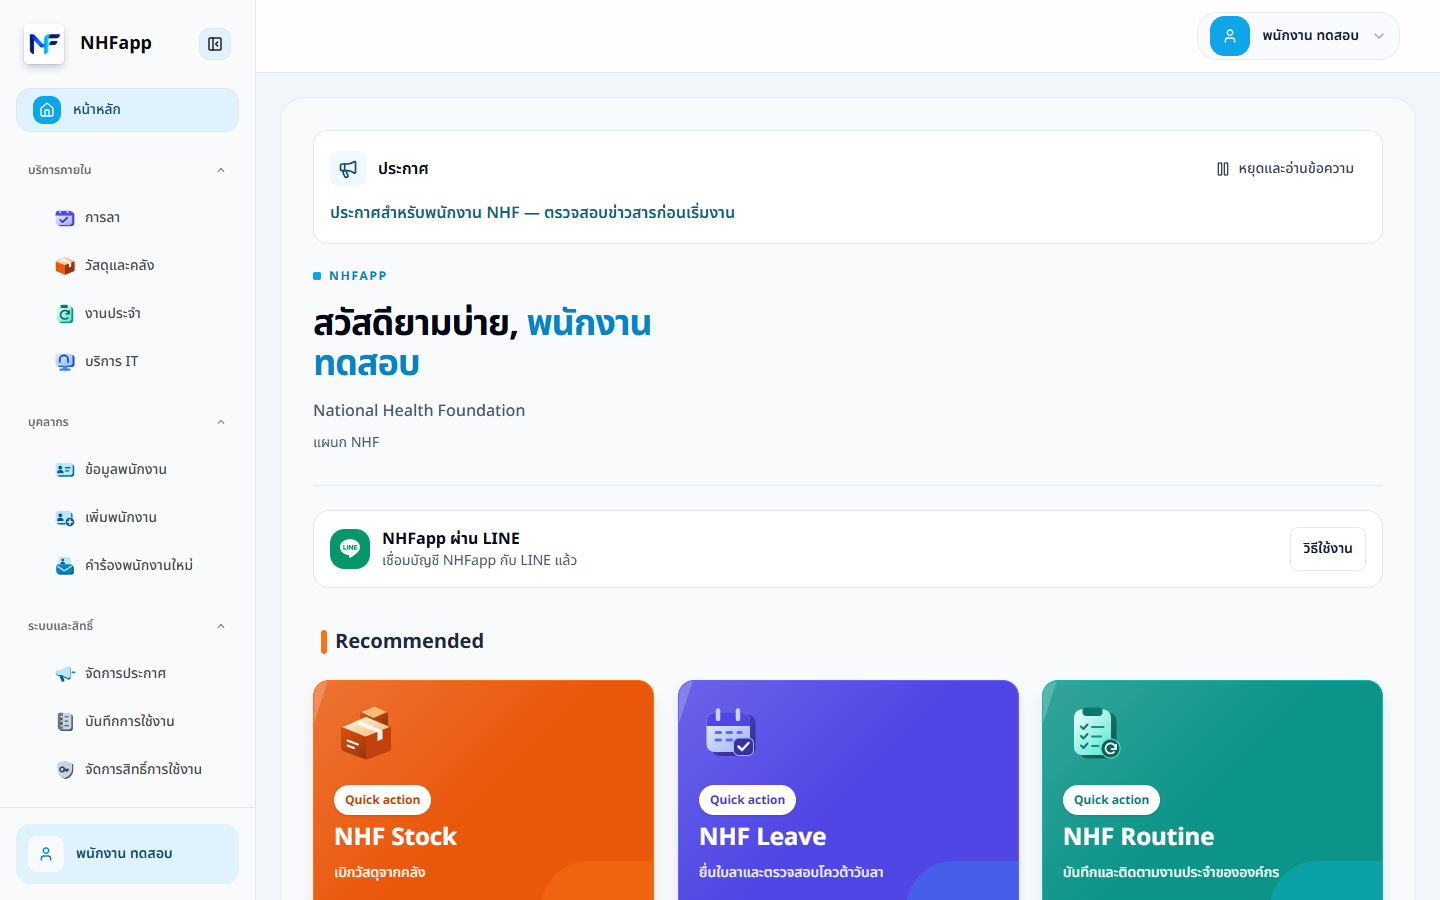 NHFapp
หน้าหลัก
บริการภายใน
การลา
วัสดุและคลัง
งานประจำ
บริการ IT
บุคลากร
ข้อมูลพนักงาน
เพิ่มพนักงาน
คำร้องพนักงานใหม่
ระบบและสิทธิ์
จัดการประกาศ
บันทึกการใช้งาน
จัดการสิทธิ์การใช้งาน
พนักงาน ทดสอบ
พนักงาน ทดสอบ
ประกาศ
หยุดและอ่านข้อความ
ประกาศสำหรับพนักงาน NHF — ตรวจสอบข่าวสารก่อนเริ่มงาน
NHFAPP
สวัสดียามบ่าย, พนักงาน
ทดสอบ
National Health Foundation
แผนก NHF
LINE
NHFapp ผ่าน LINE
เชื่อมบัญชี NHFapp กับ LINE แล้ว
วิธีใช้งาน
Recommended
Quick action
NHF Stock
เบิกวัสดุจากคลัง
Quick action
NHF Leave
ยื่นใบลาและตรวจสอบโควต้าวันลา
Quick action
NHF Routine
บันทึกและติดตามงานประจำขององค์กร